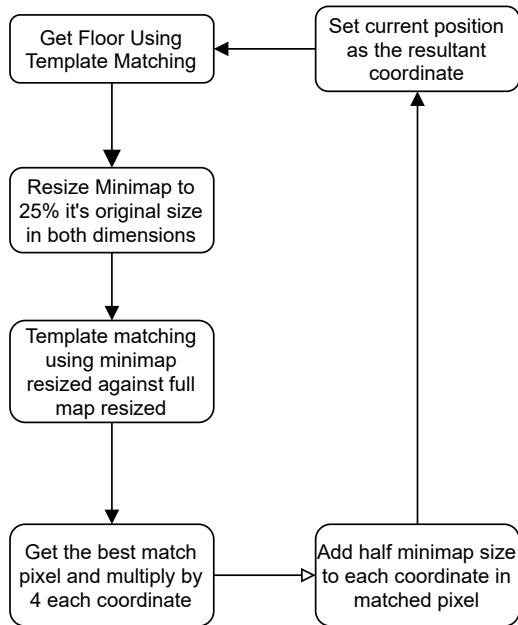 Get Floor Using
Template Matching
Set current position
as the resultant
coordinate
Resize Minimap to
25% it's original size
in both dimensions
Template matching
using minimap
resized against full
map resized
Get the best match
pixel and multiply by
4 each coordinate
Add half minimap size
to each coordinate in
matched pixel